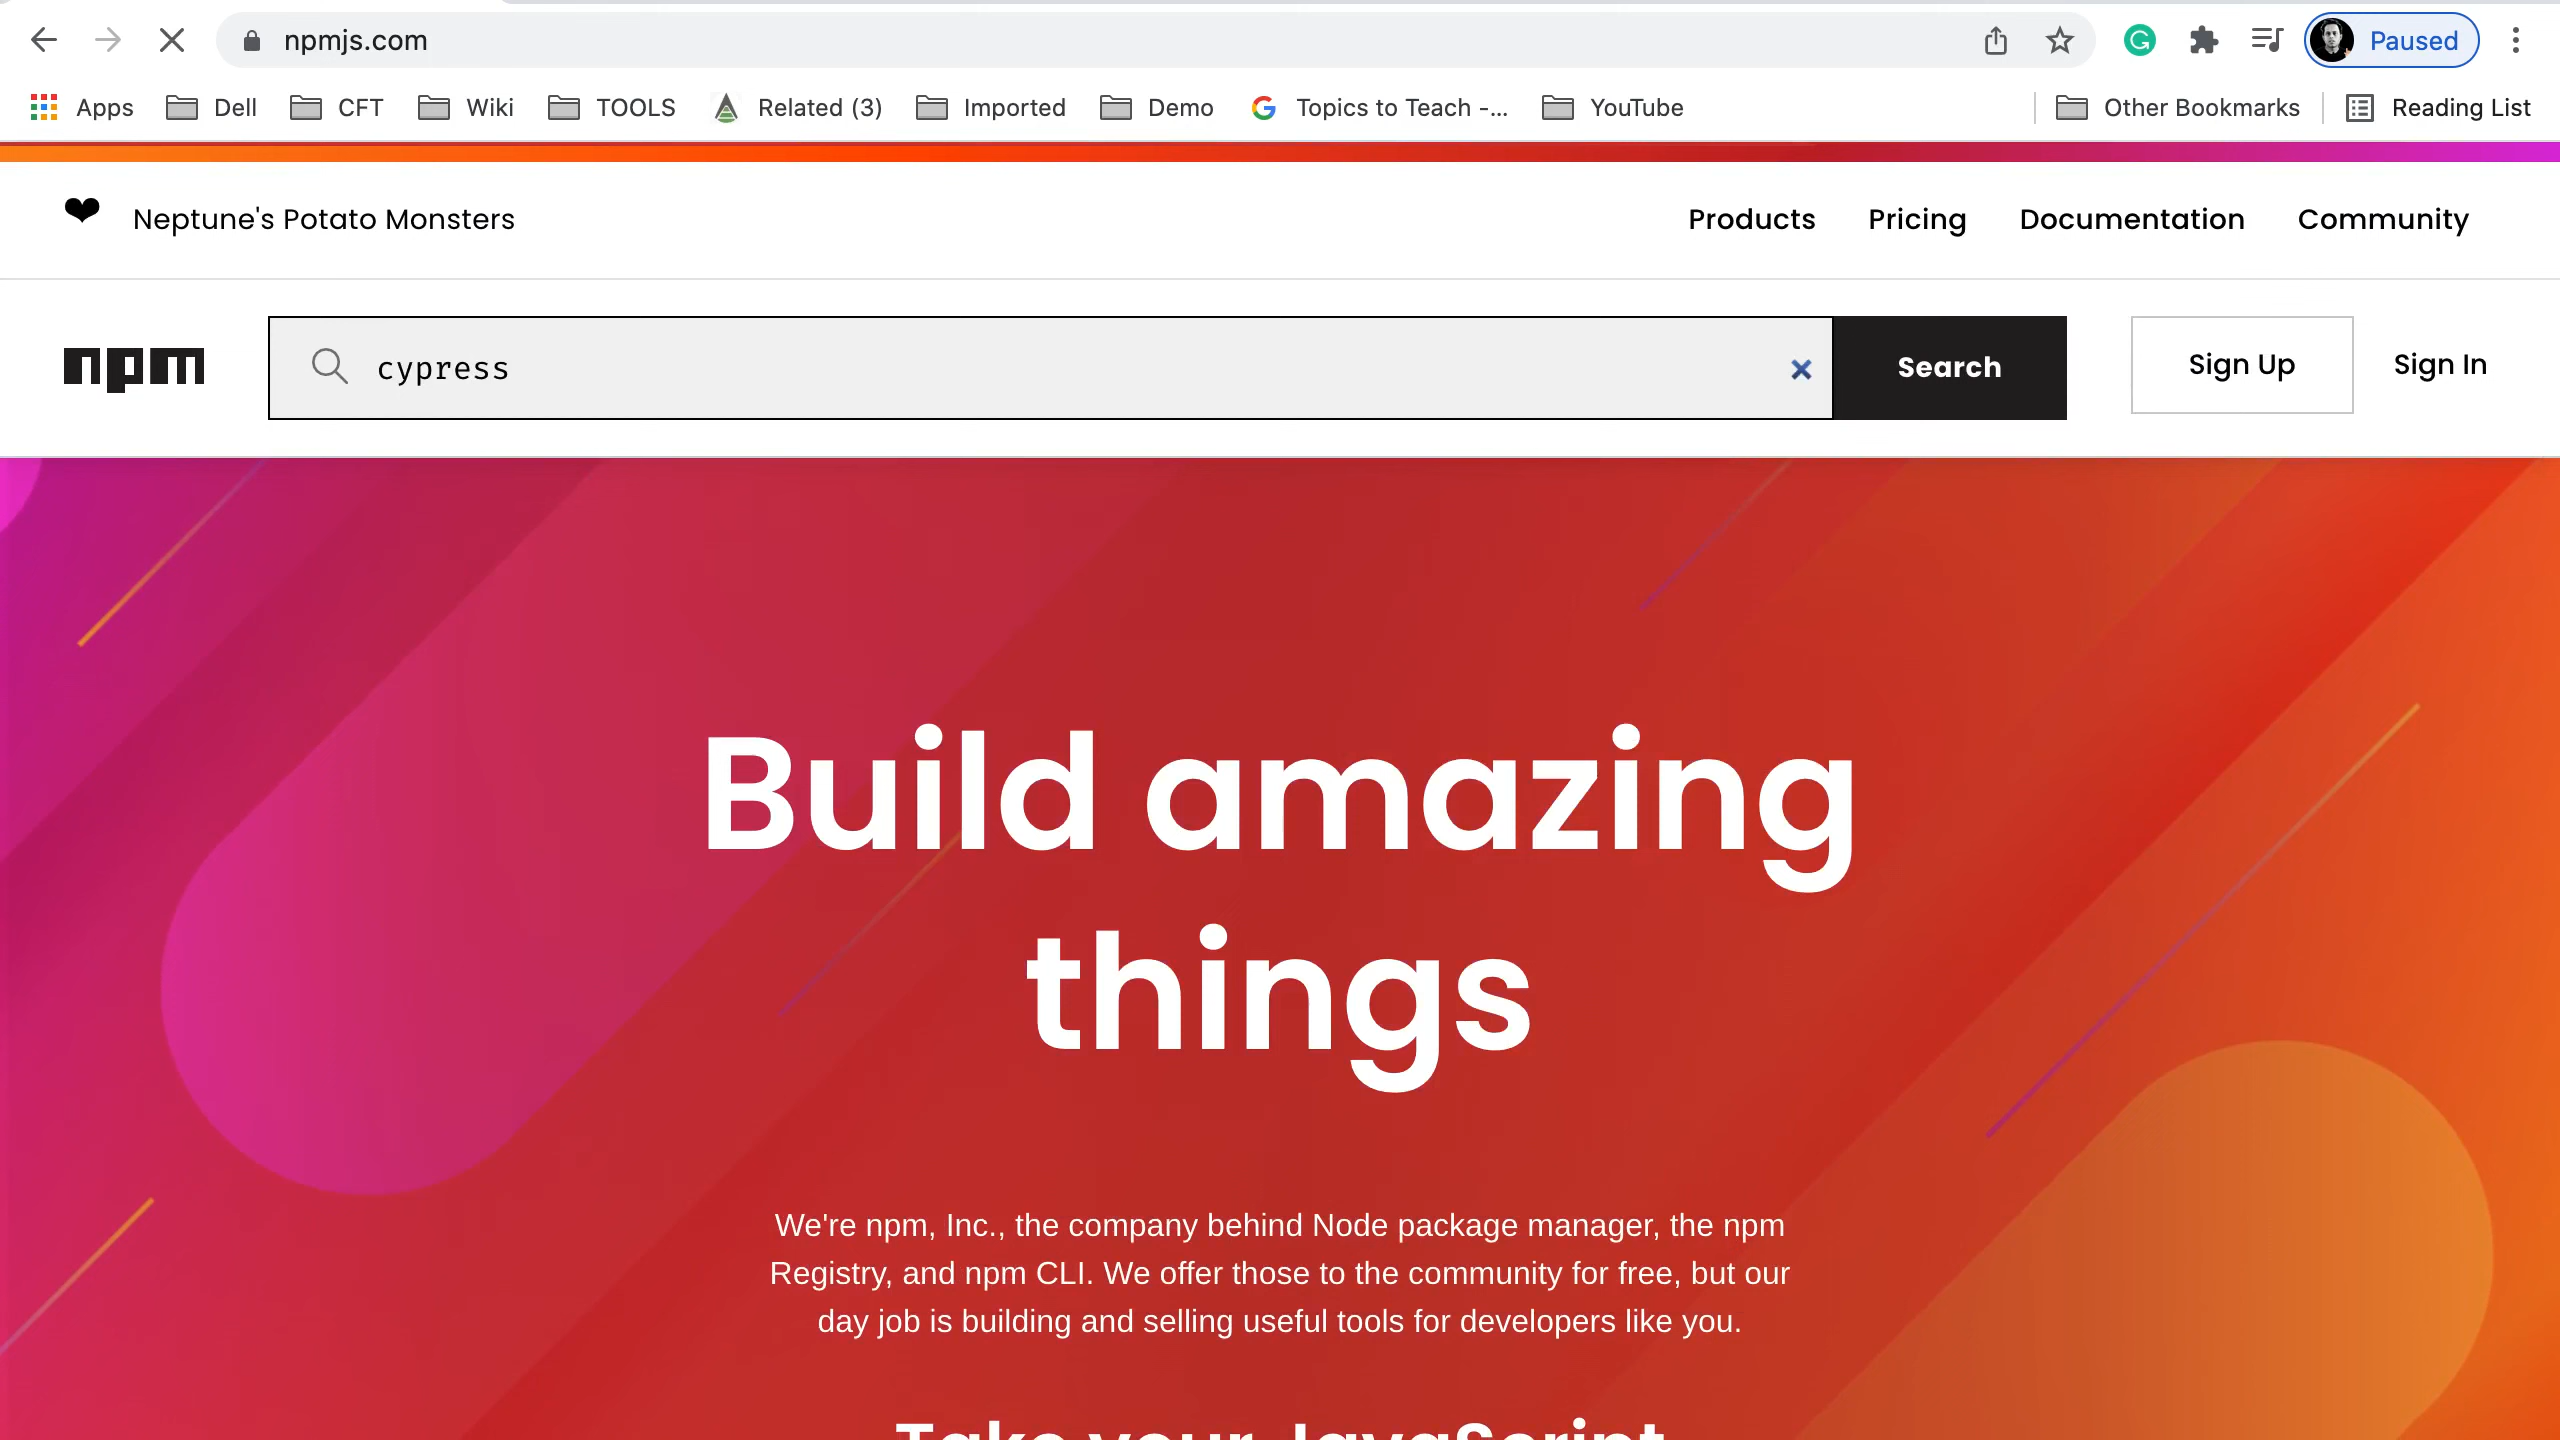 npmjs.com
Paused
Apps Dell CFT Wiki TOOLS Related (3) Imported Demo Topics to Teach -... YouTube Other Bookmarks Reading List
❤ Neptune's Potato Monsters Products Pricing Documentation Community
npm cypress × Search Sign Up Sign In
Build amazing
things
We're npm, Inc., the company behind Node package manager, the npm
Registry, and npm CLI. We offer those to the community for free, but our
day job is building and selling useful tools for developers like you.
Take your JavaScript